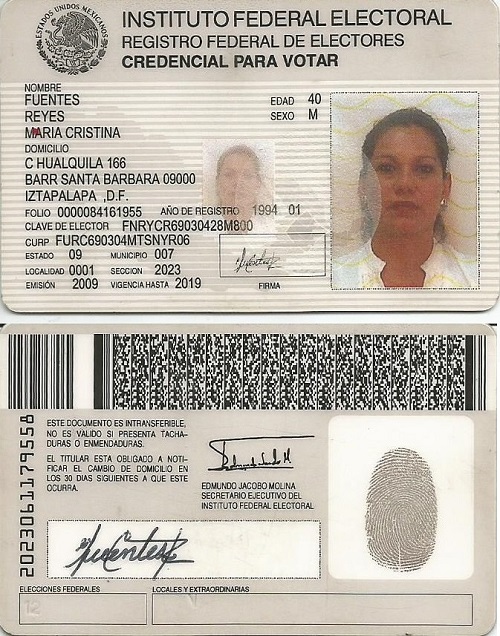 ESTADOS UNIDOS MEXICANOS
INSTITUTO FEDERAL ELECTORAL
REGISTRO FEDERAL DE ELECTORES
CREDENCIAL PARA VOTAR
NOMBRE
FUENTES
REYES
MARIA CRISTINA
EDAD 40
SEXO M
DOMICILIO
C HUALQUILA 166
BARR SANTA BARBARA 09000
IZTAPALAPA ,D.F.
FOLIO 0000084161955 AÑO DE REGISTRO 1994 01
CLAVE DE ELECTOR FNRYCR69030428M800
CURP FURC690304MTSNYR06
ESTADO 09 MUNICIPIO 007
LOCALIDAD 0001 SECCION 2023
EMISIÓN 2009 VIGENCIA HASTA 2019
FIRMA
2023061179558
ESTE DOCUMENTO ES INTRANSFERIBLE,
NO ES VALIDO SI PRESENTA TACHA-
DURAS O ENMENDADURAS.
EL TITULAR ESTA OBLIGADO A NOTI-
FICAR EL CAMBIO DE DOMICILIO EN
LOS 30 DIAS SIGUIENTES A QUE ESTE
OCURRA.
EDMUNDO JACOBO MOLINA
SECRETARIO EJECUTIVO DEL
INSTITUTO FEDERAL ELECTORAL
ELECCIONES FEDERALES
12
LOCALES Y EXTRAORDINARIAS